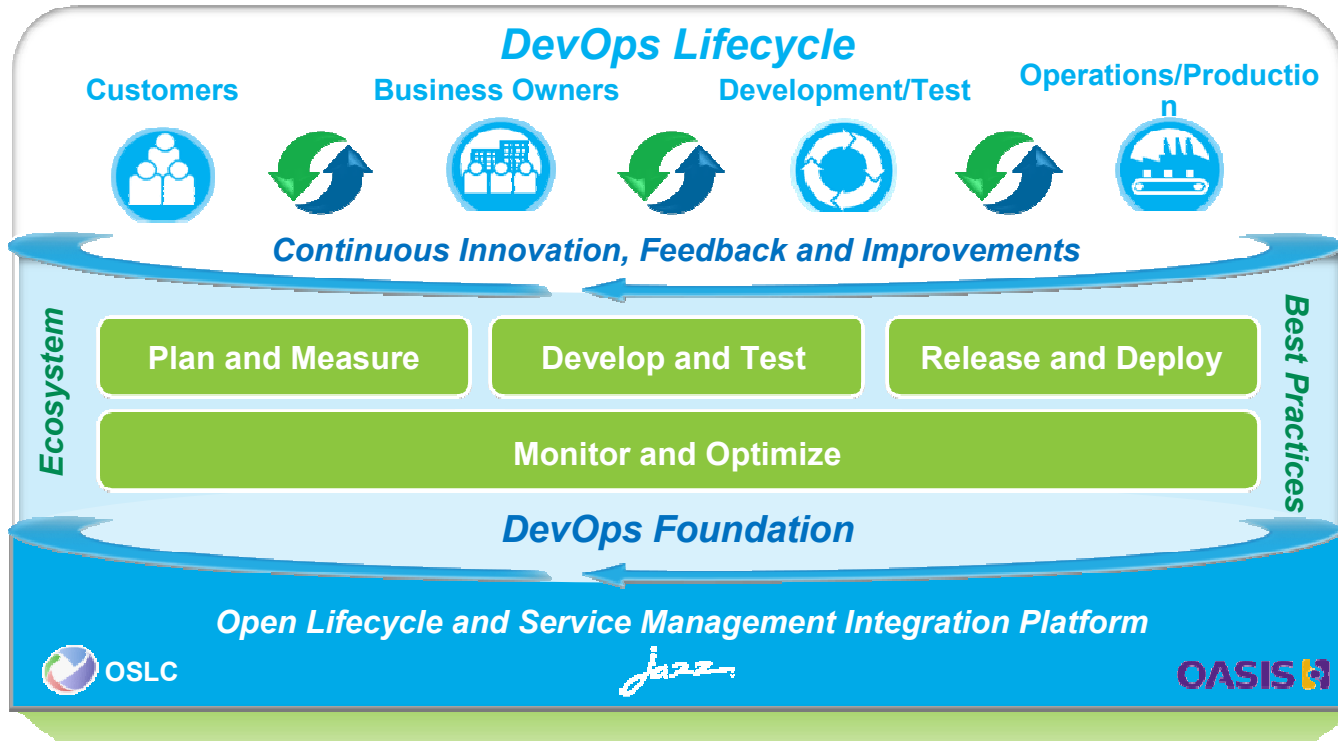 DevOps Lifecycle
Customers
Business Owners
Development/Test
Operations/Productio
n
Continuous Innovation, Feedback and Improvements
Ecosystem
Plan and Measure
Develop and Test
Release and Deploy
Best Practices
Monitor and Optimize
DevOps Foundation
Open Lifecycle and Service Management Integration Platform
OSLC
jazz
OASIS